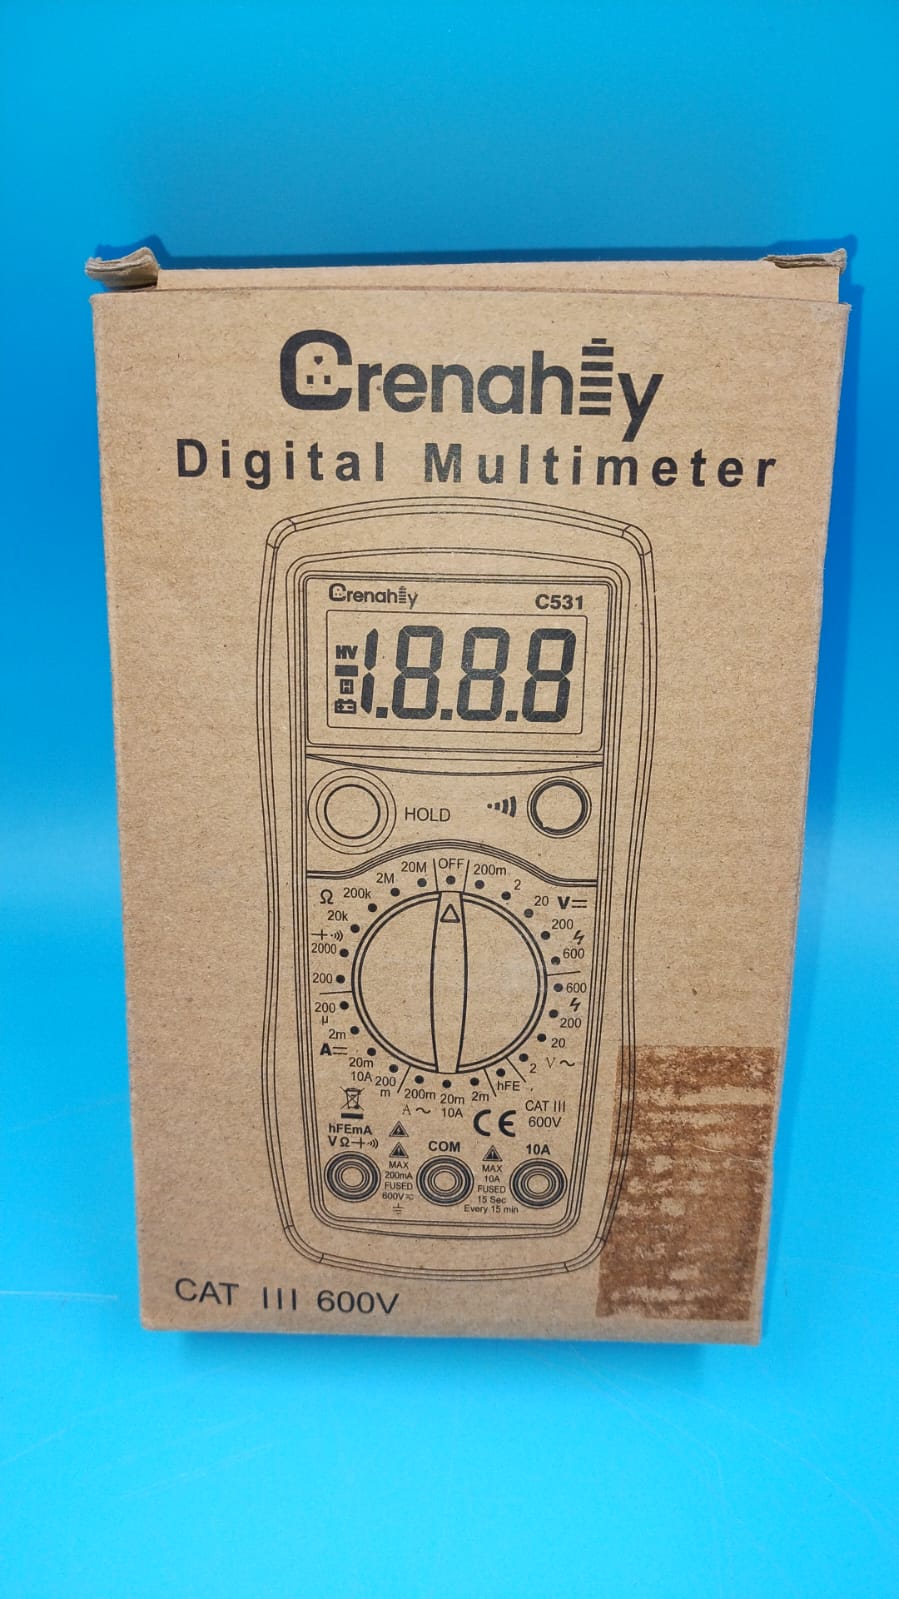 Crenahly
Digital Multimeter
Crenahly C531
HV
H
1.8.8.8
HOLD
OFF
200m
2
20 V
200
600
600
200
20
2 V~
hFE
2m
20m
10A
200m
A~
200
m
20m
10A
A
2m
200
μ
200
2000
20k
Ω 200k
2M
20M
CE
CAT III
600V
hFEmA
VΩ
MAX
200mA
FUSED
600V
COM
MAX
10A
FUSED
15 Sec
Every 15 min
10A
CAT III 600V